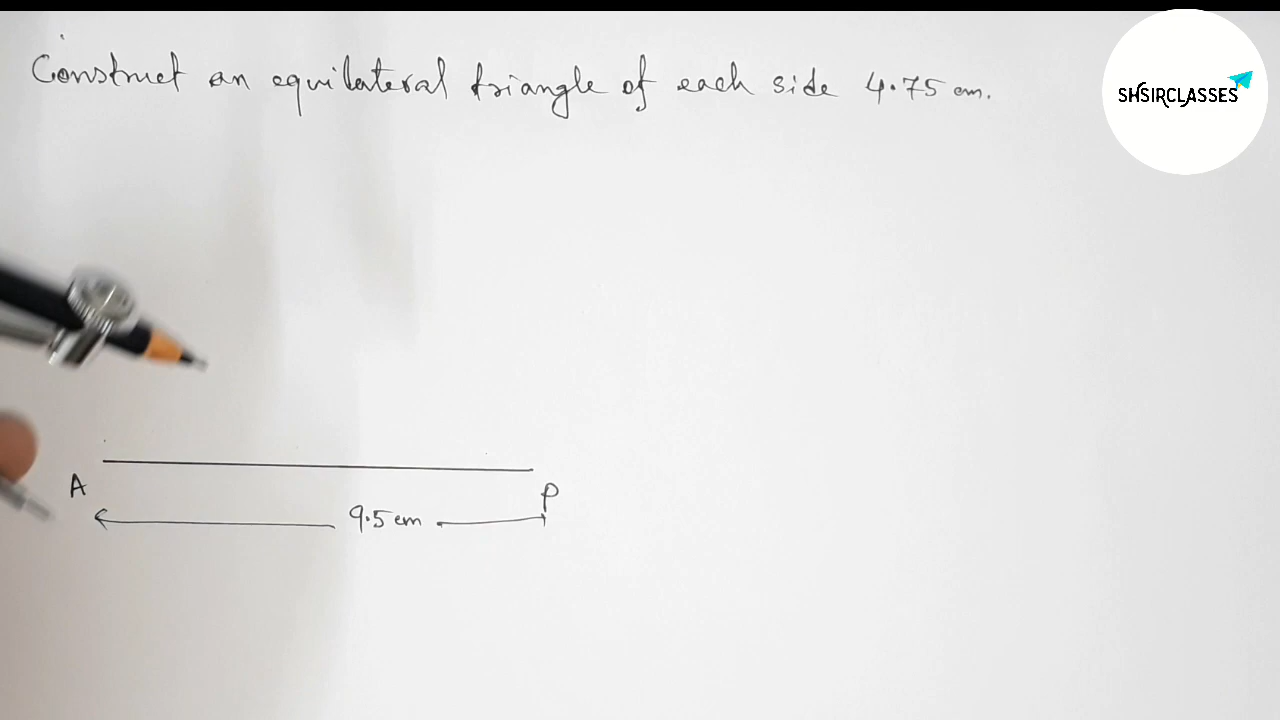 Construct an equilateral triangle of each side 4.75 cm.
SHSIRCLASSES
A
P
9.5 cm